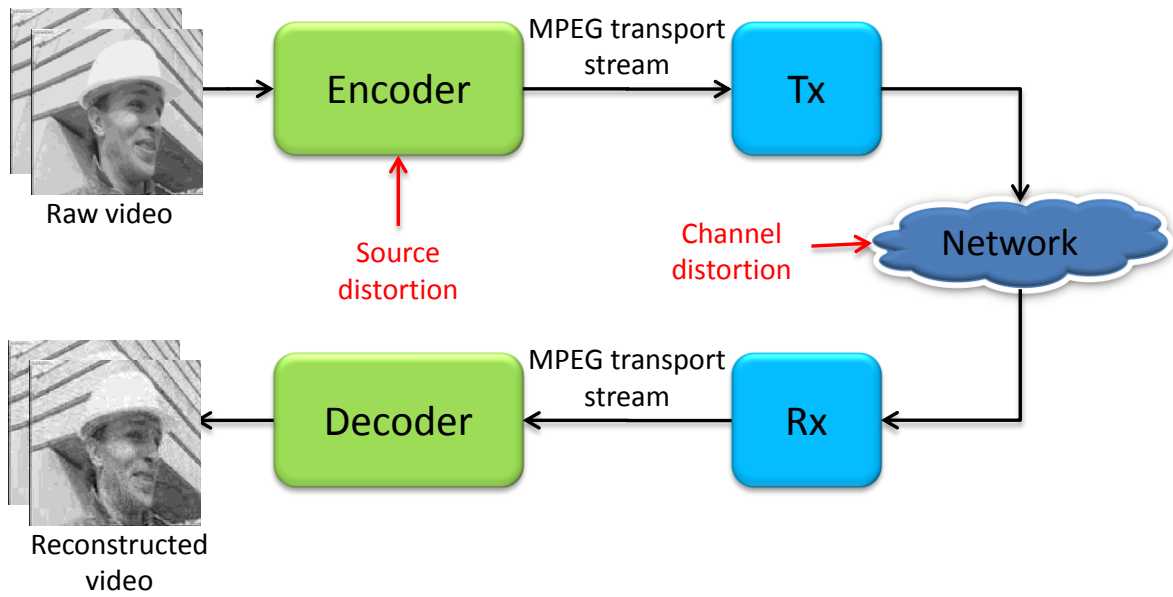 MPEG transport
stream
Encoder
Tx
Raw video
Source
distortion
Channel
distortion
Network
MPEG transport
stream
Decoder
Rx
Reconstructed
video